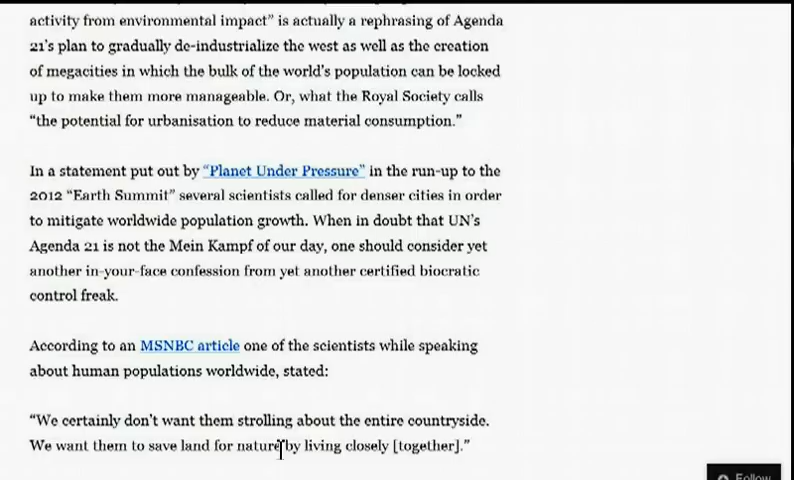 activity from environmental impact” is actually a rephrasing of Agenda
21’s plan to gradually de-industrialize the west as well as the creation
of megacities in which the bulk of the world’s population can be locked
up to make them more manageable. Or, what the Royal Society calls
“the potential for urbanisation to reduce material consumption.”
In a statement put out by “Planet Under Pressure” in the run-up to the
2012 “Earth Summit” several scientists called for denser cities in order
to mitigate worldwide population growth. When in doubt that UN’s
Agenda 21 is not the Mein Kampf of our day, one should consider yet
another in-your-face confession from yet another certified biocratic
control freak.
According to an MSNBC article one of the scientists while speaking
about human populations worldwide, stated:
“We certainly don’t want them strolling about the entire countryside.
We want them to save land for nature by living closely [together].”
Follow